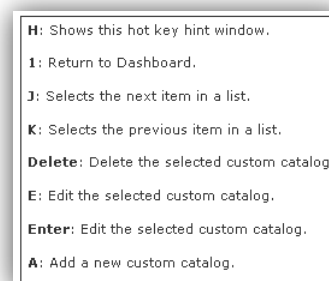 H: Shows this hot key hint window.
1: Return to Dashboard.
J: Selects the next item in a list.
K: Selects the previous item in a list.
Delete: Delete the selected custom catalog
E: Edit the selected custom catalog.
Enter: Edit the selected custom catalog.
A: Add a new custom catalog.